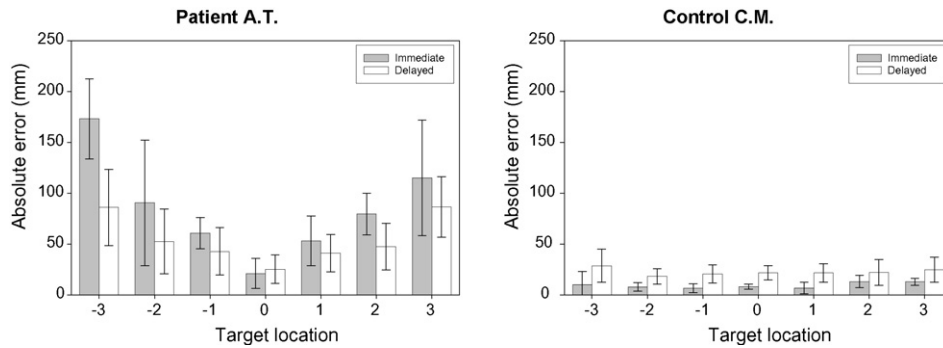 Patient A.T.
250
200
150
100
50
0
Absolute error (mm)
Immediate
Delayed
-3 -2 -1 0 1 2 3
Target location
Control C.M.
250
200
150
100
50
0
Absolute error (mm)
Immediate
Delayed
-3 -2 -1 0 1 2 3
Target location